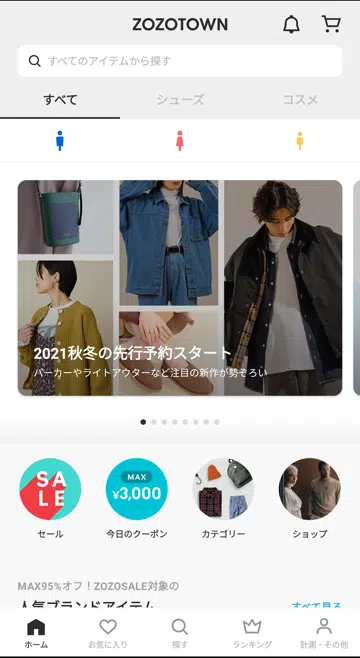 ZOZOTOWN
すべてのアイテムから探す
すべて
シューズ
コスメ
2021秋冬の先行予約スタート
パーカーやライトアウターなど注目の新作が勢ぞろい
SA
LE
MAX
¥3,000
セール
今日のクーポン
カテゴリー
ショップ
MAX95%オフ！ZOZOSALE対象の
人気ブランドアイテム
すべて見る
ホーム
お気に入り
探す
ランキング
計測・その他